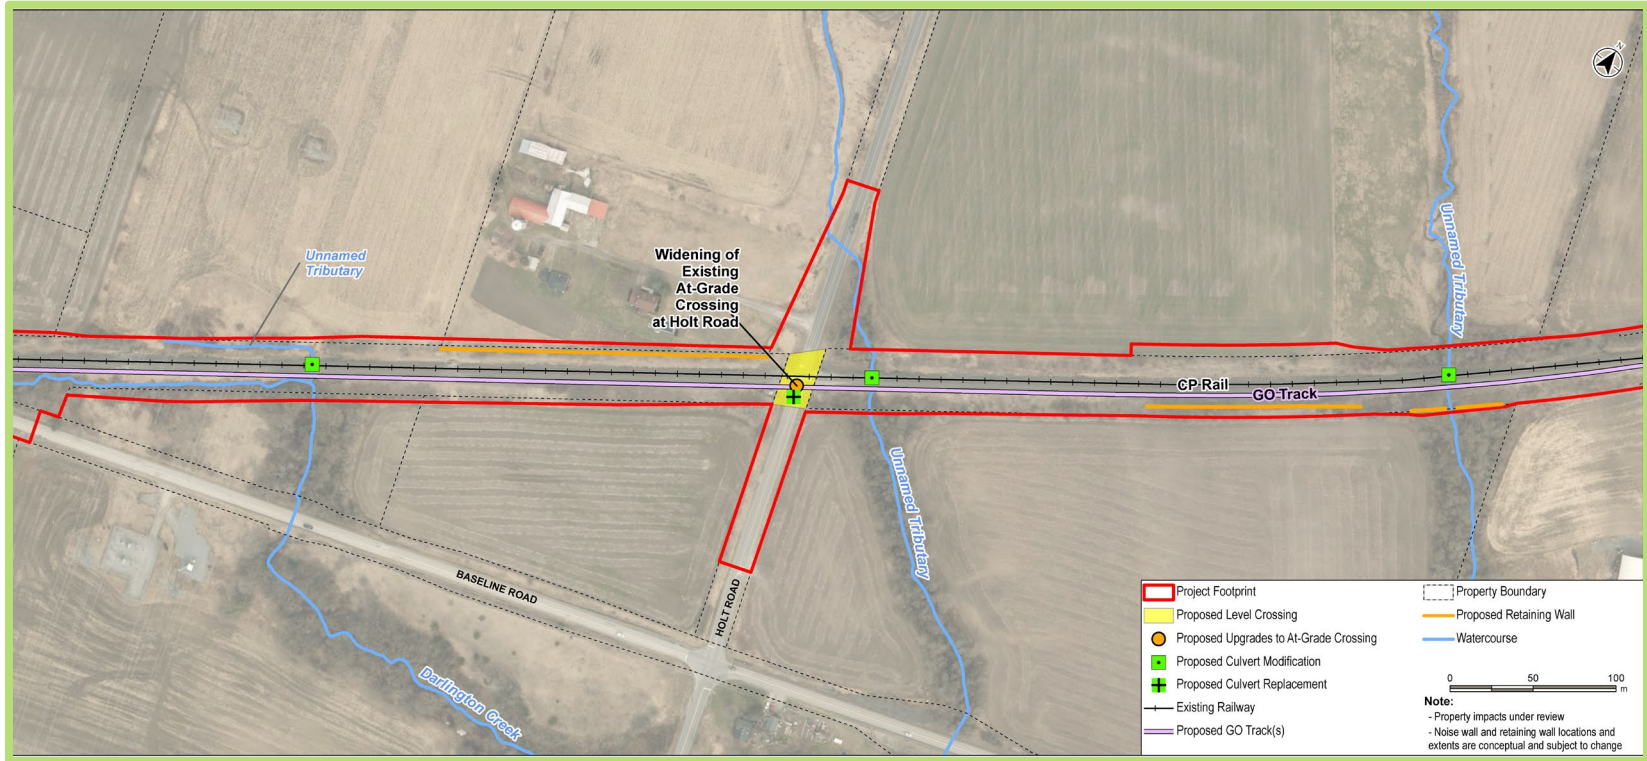 N
Unnamed
Tributary
Widening of
Existing
At-Grade
Crossing
at Holt Road
Unnamed Tributary
CP Rail
GO Track
Unnamed Tributary
BASELINE ROAD
HOLT ROAD
Darlington Creek
Project Footprint
Proposed Level Crossing
Proposed Upgrades to At-Grade Crossing
Proposed Culvert Modification
Proposed Culvert Replacement
Existing Railway
Proposed GO Track(s)
Property Boundary
Proposed Retaining Wall
Watercourse
0 50 100
m
Note:
- Property impacts under review
- Noise wall and retaining wall locations and
extents are conceptual and subject to change